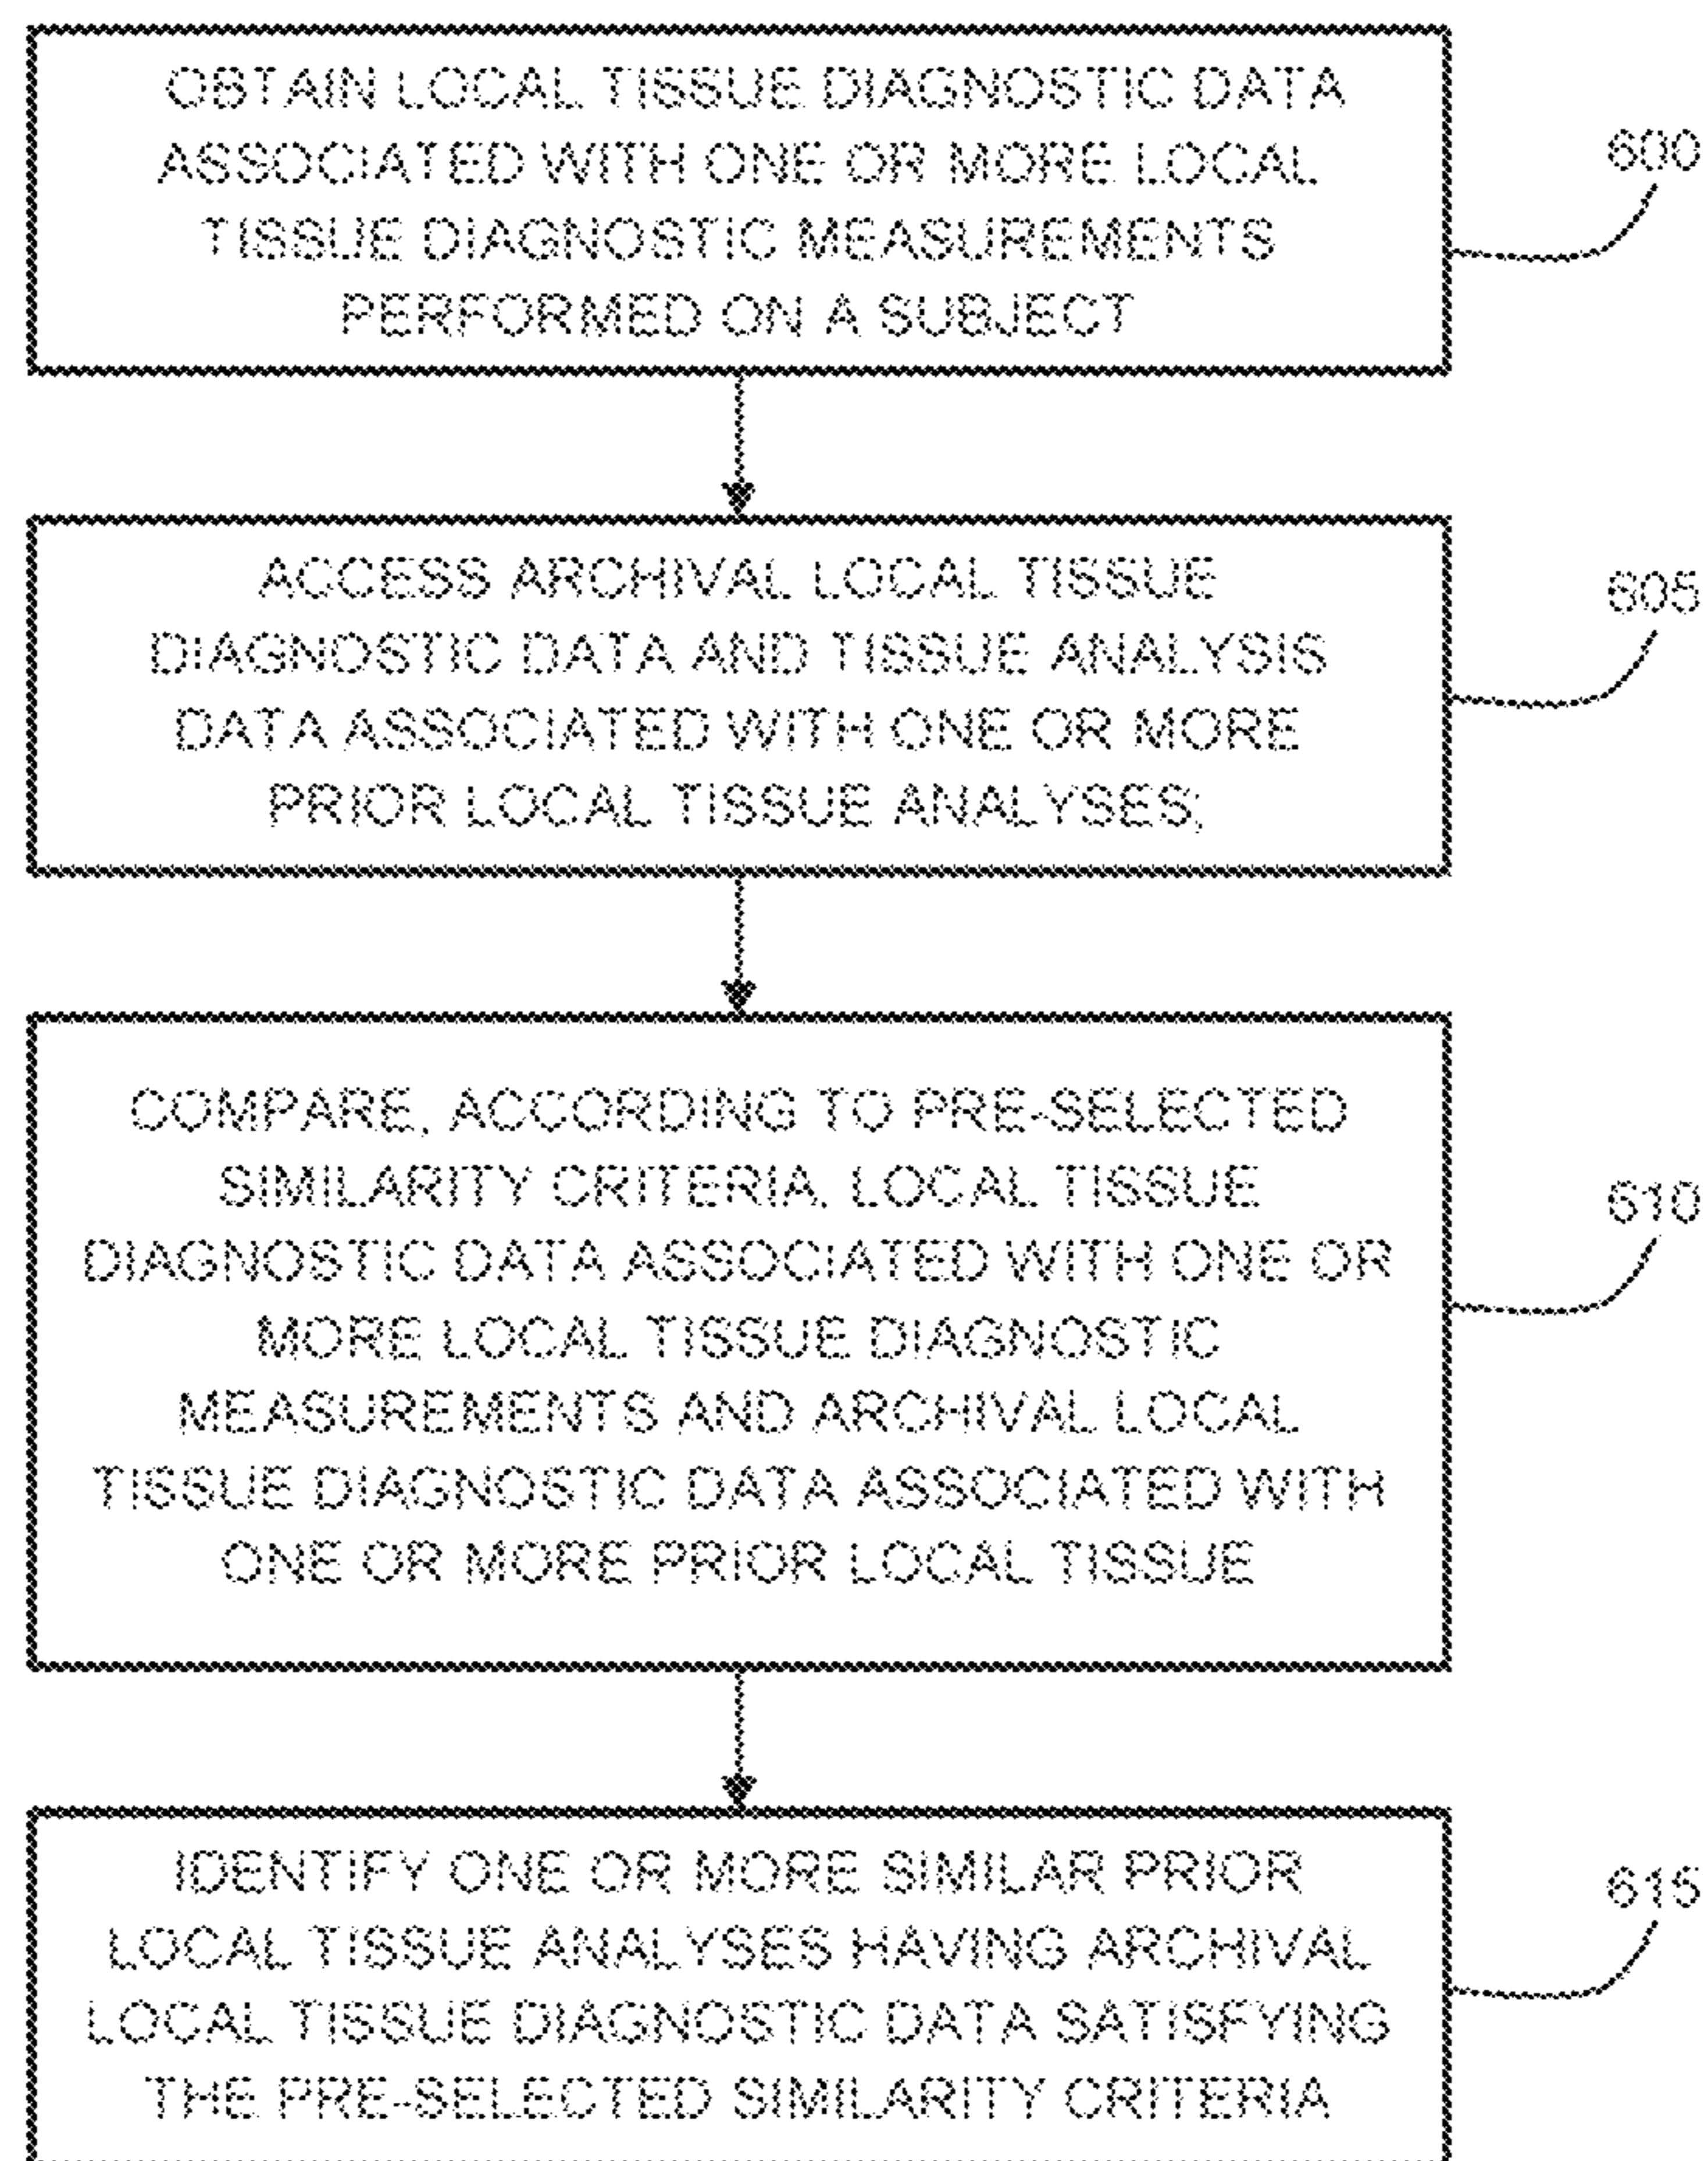 OBTAIN LOCAL TISSUE DIAGNOSTIC DATA
ASSOCIATED WITH ONE OR MORE LOCAL
TISSUE DIAGNOSTIC MEASUREMENTS
PERFORMED ON A SUBJECT
600
ACCESS ARCHIVAL LOCAL TISSUE
DIAGNOSTIC DATA AND TISSUE ANALYSIS
DATA ASSOCIATED WITH ONE OR MORE
PRIOR LOCAL TISSUE ANALYSES;
605
COMPARE, ACCORDING TO PRE-SELECTED
SIMILARITY CRITERIA, LOCAL TISSUE
DIAGNOSTIC DATA ASSOCIATED WITH ONE OR
MORE LOCAL TISSUE DIAGNOSTIC
MEASUREMENTS AND ARCHIVAL LOCAL
TISSUE DIAGNOSTIC DATA ASSOCIATED WITH
ONE OR MORE PRIOR LOCAL TISSUE
610
IDENTIFY ONE OR MORE SIMILAR PRIOR
LOCAL TISSUE ANALYSES HAVING ARCHIVAL
LOCAL TISSUE DIAGNOSTIC DATA SATISFYING
THE PRE-SELECTED SIMILARITY CRITERIA
615